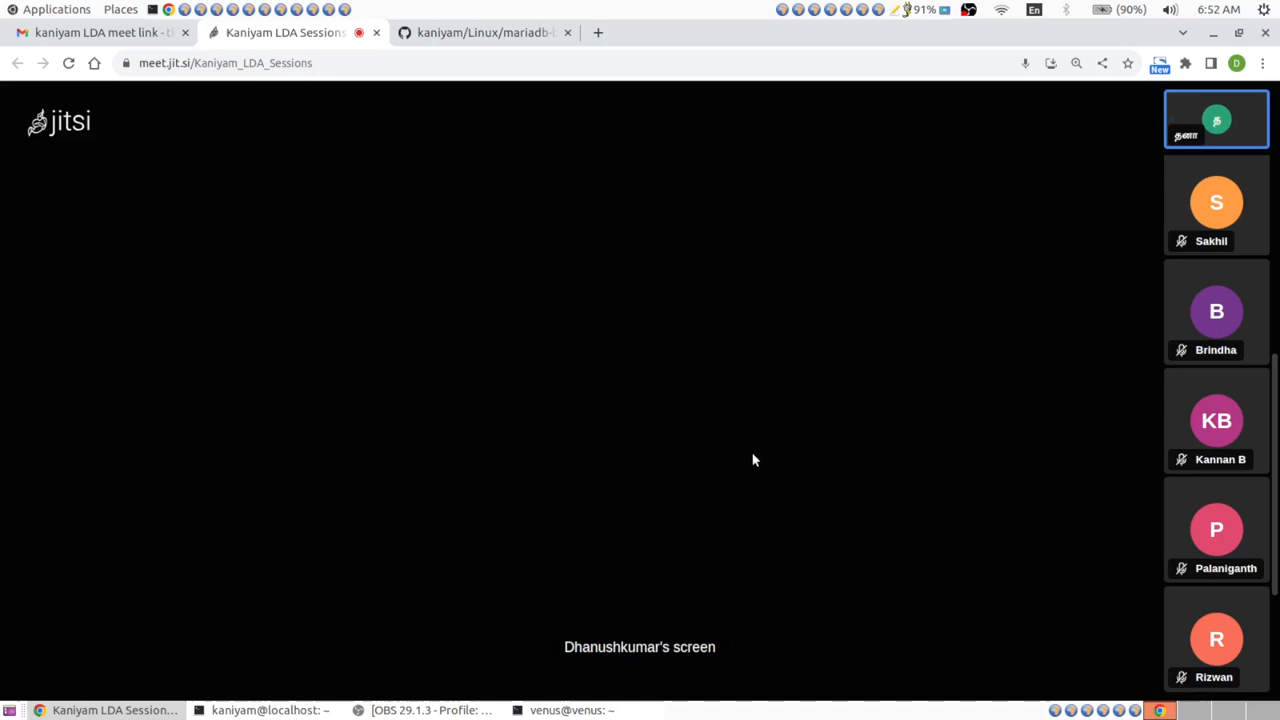 Applications Places 91% En (90%) 6:52 AM
kaniyam LDA meet link - t Kaniyam LDA Sessions kaniyam/Linux/mariadb-
meet.jit.si/Kaniyam_LDA_Sessions New D
jitsi
த
தனா
S
Sakhil
B
Brindha
KB
Kannan B
P
Palaniganth
R
Rizwan
Dhanushkumar's screen
Kaniyam LDA Session... kaniyam@localhost: ~ [OBS 29.1.3 - Profile: ... venus@venus: ~